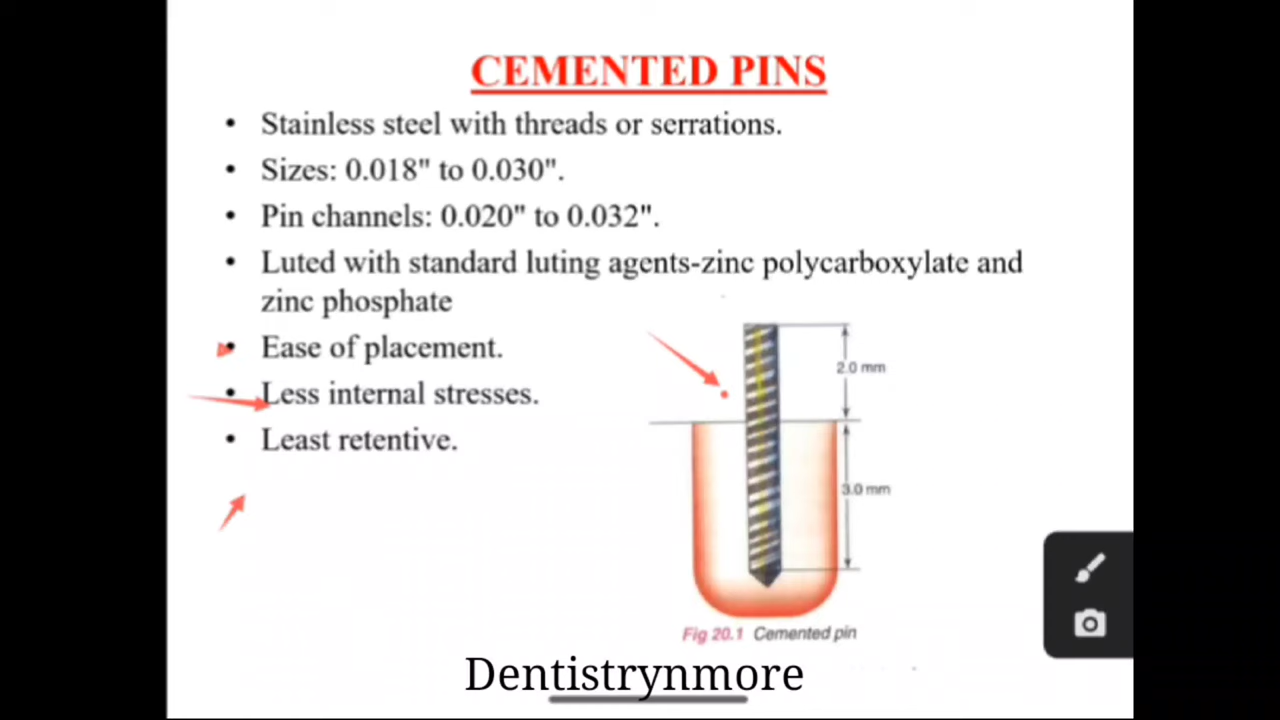 CEMENTED PINS
• Stainless steel with threads or serrations.
• Sizes: 0.018" to 0.030".
• Pin channels: 0.020" to 0.032".
• Luted with standard luting agents-zinc polycarboxylate and
zinc phosphate
• Ease of placement.
• Less internal stresses.
• Least retentive.
2.0 mm
3.0 mm
Fig 20.1 Cemented pin
Dentistrynmore